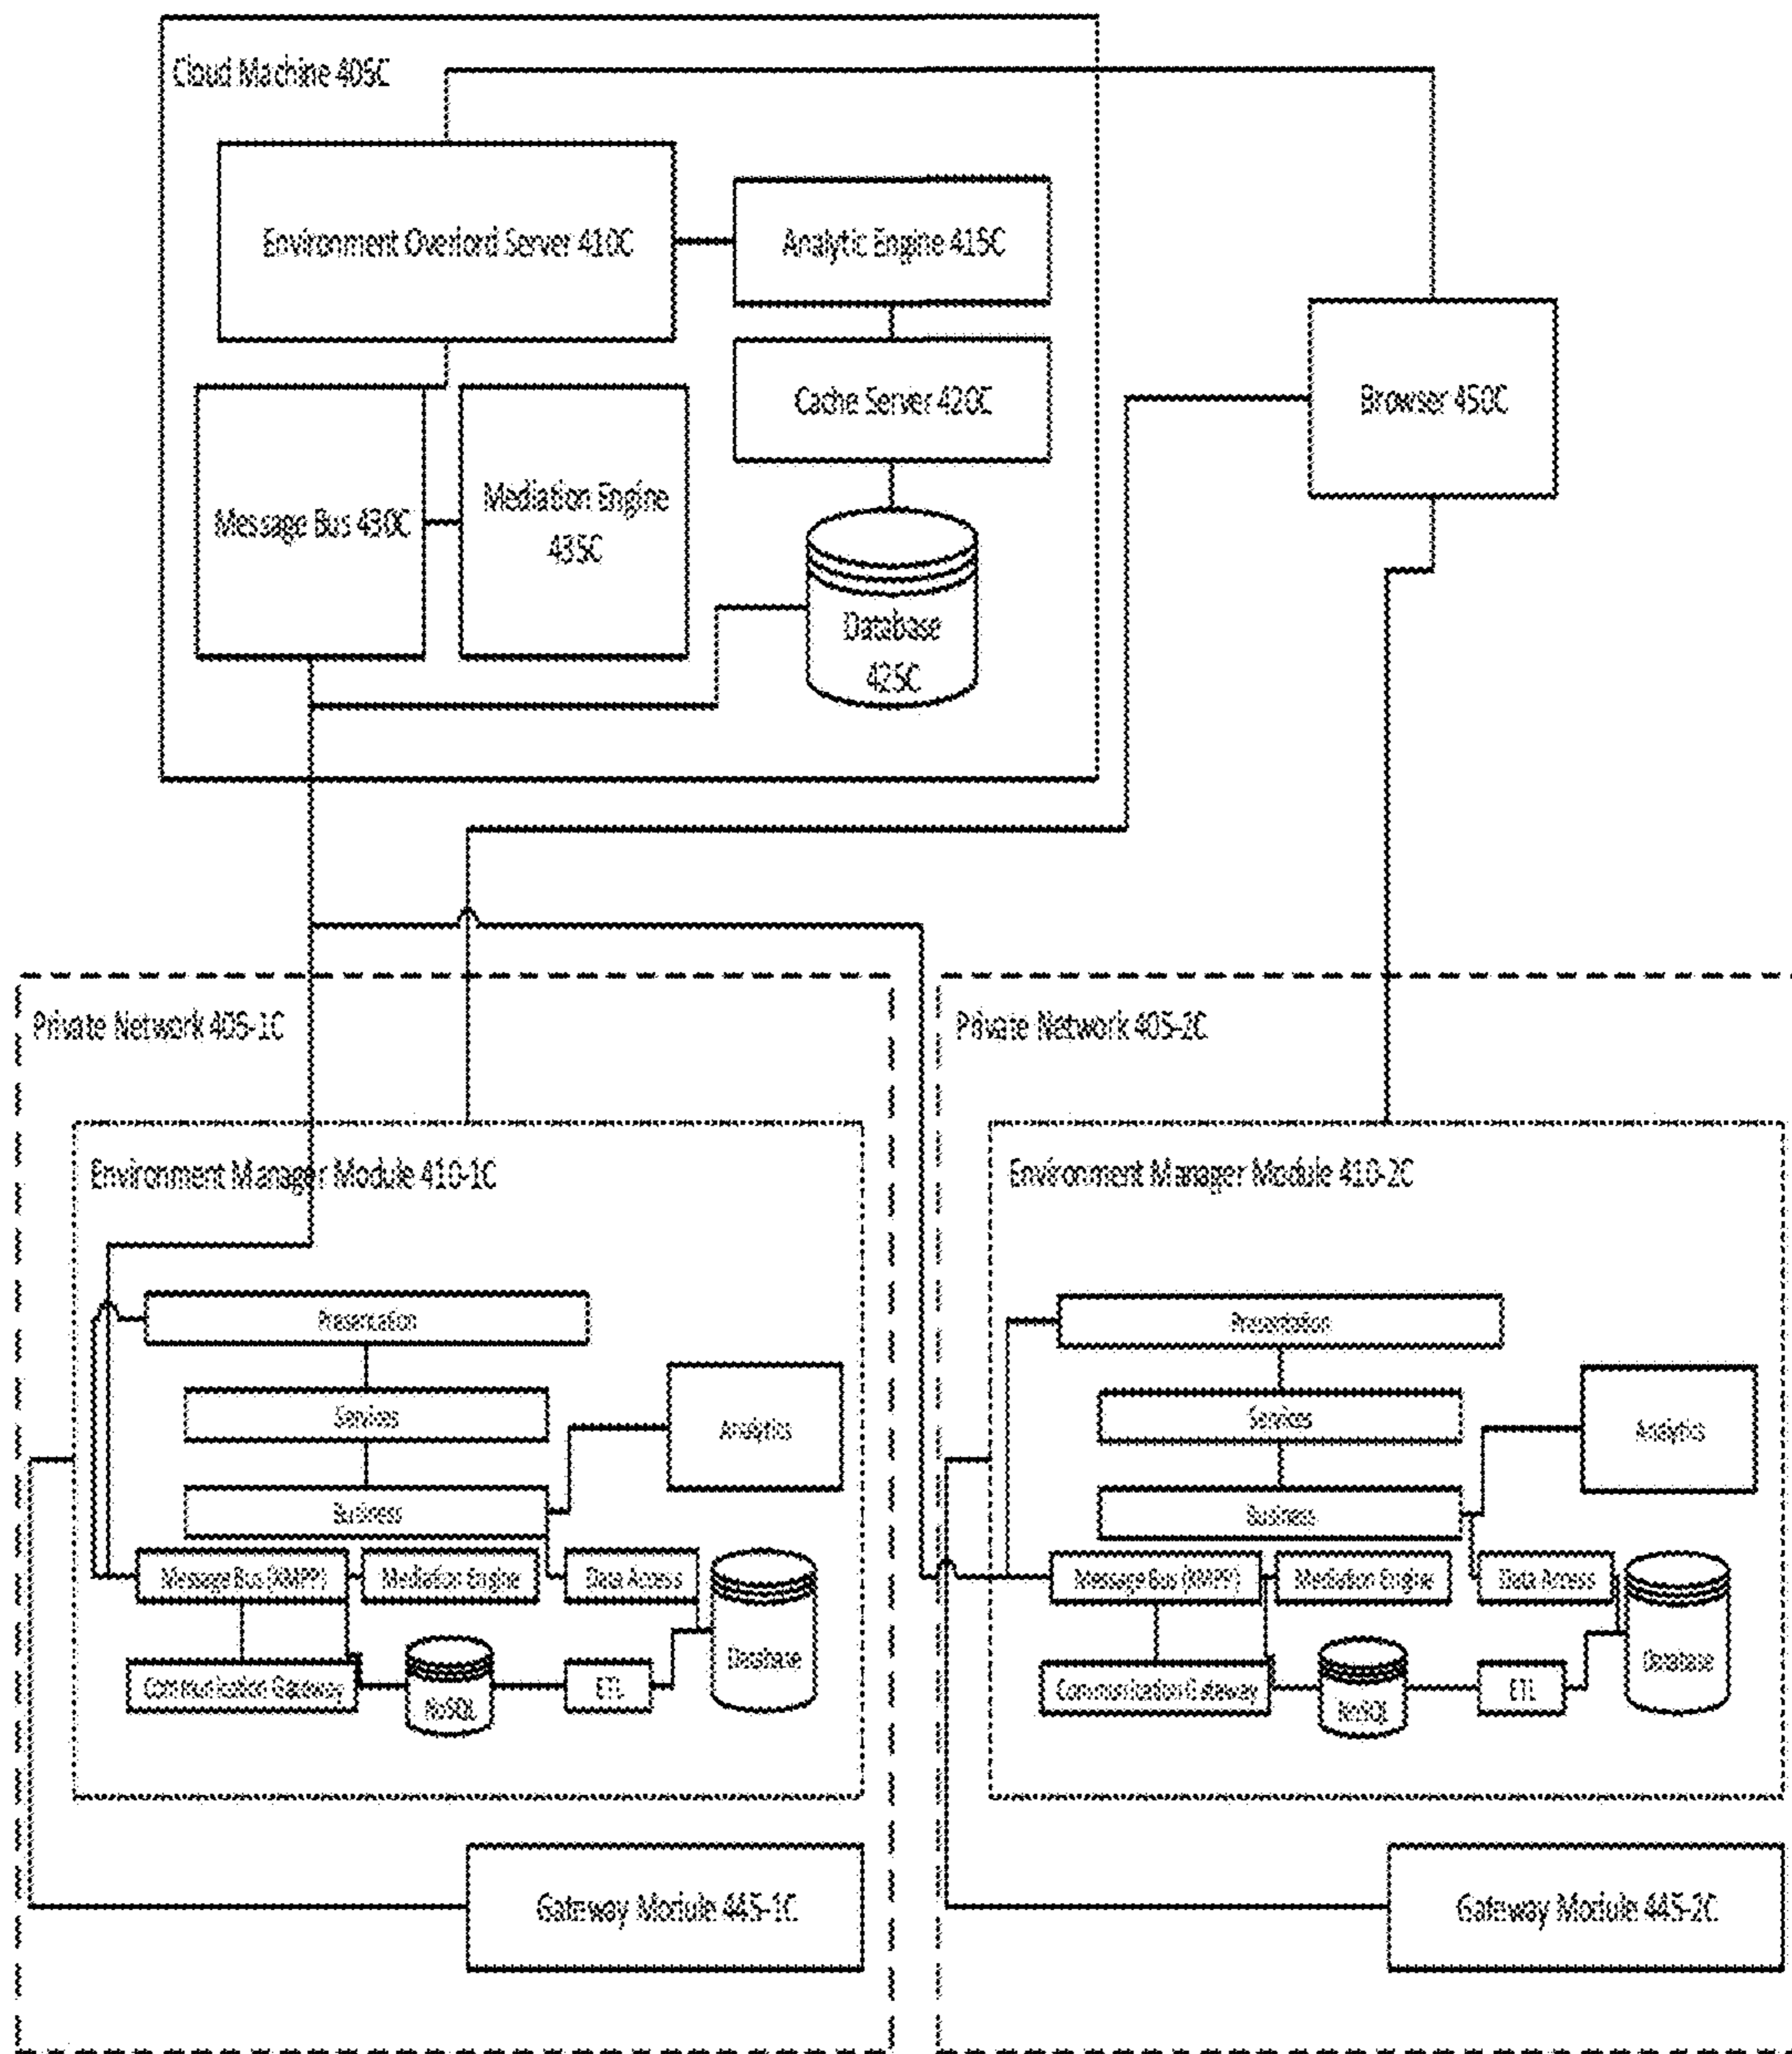 Cloud Machine 405C
Environment Overlord Server 410C
Analytic Engine 415C
Cache Server 420C
Browser 450C
Message Bus 430C
Mediation Engine
435C
Database
425C
Private Network 405-1C
Private Network 405-2C
Environment Manager Module 410-1C
Environment Manager Module 410-2C
Presentation
Services
Analytics
Business
Message Bus (XMPP)
Mediation Engine
Data Access
Database
Communication Gateway
NoSQL
ETL
Presentation
Services
Analytics
Business
Message Bus (XMPP)
Mediation Engine
Data Access
Database
Communication Gateway
NoSQL
ETL
Gateway Module 445-1C
Gateway Module 445-2C